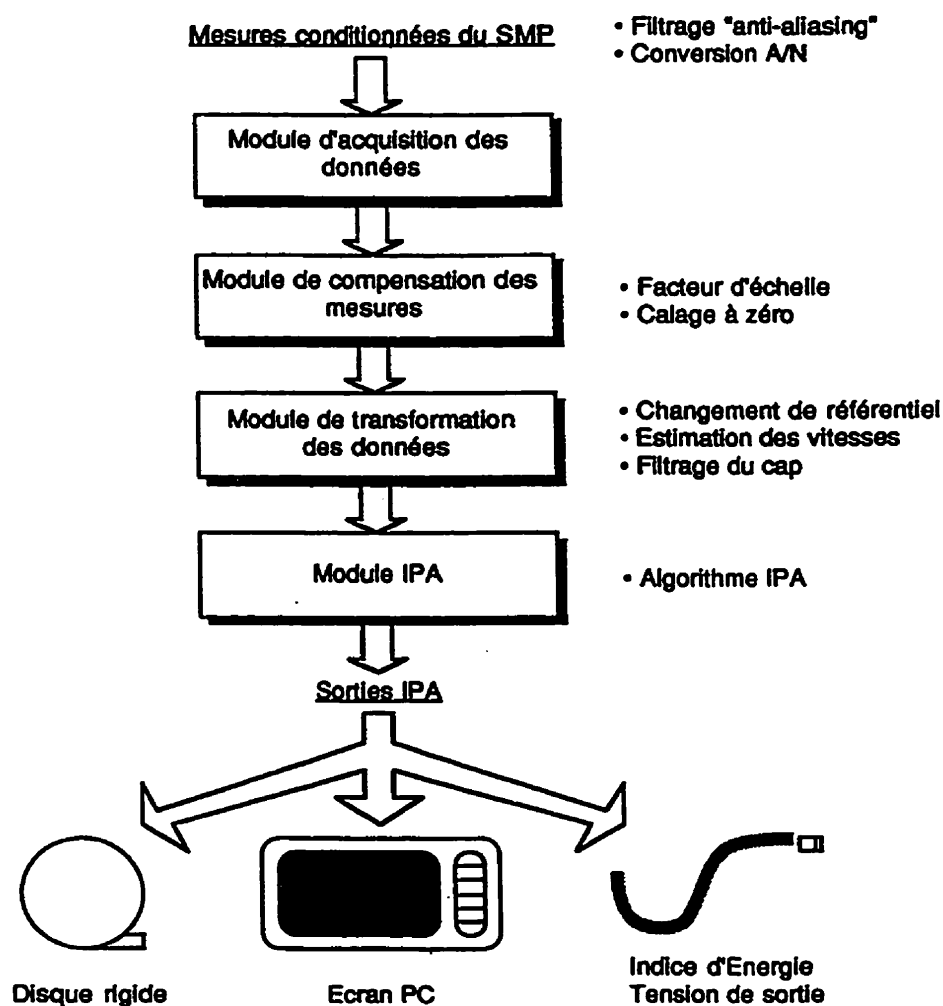 Mesures conditionnées du SMP
• Filtrage "anti-aliasing"
• Conversion A/N
Module d'acquisition des
données
Module de compensation des
mesures
• Facteur d'échelle
• Calage à zéro
Module de transformation
des données
• Changement de référentiel
• Estimation des vitesses
• Filtrage du cap
Module IPA
• Algorithme IPA
Sorties IPA
Disque rigide
Ecran PC
Indice d'Energie
Tension de sortie